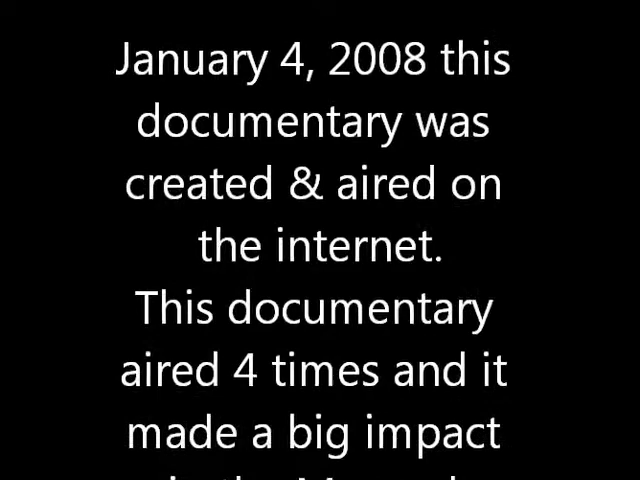 January 4, 2008 this
documentary was
created & aired on
the internet.
This documentary
aired 4 times and it
made a big impact